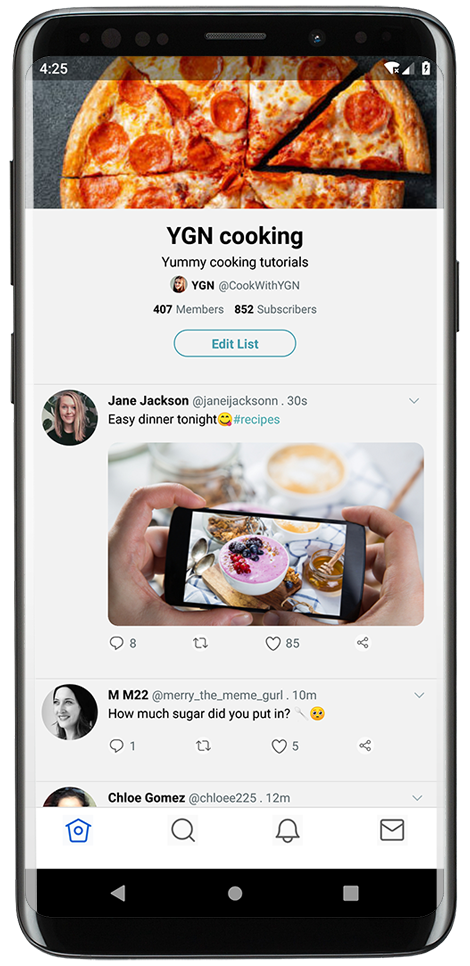 4:25
YGN cooking
Yummy cooking tutorials
YGN @CookWithYGN
407 Members 852 Subscribers
Edit List
Jane Jackson @janeijacksonn . 30s
Easy dinner tonight😋#recipes
8 85
M M22 @merry_the_meme_gurl . 10m
How much sugar did you put in? 🥄🥺
1 5
Chloe Gomez @chloee225 . 12m